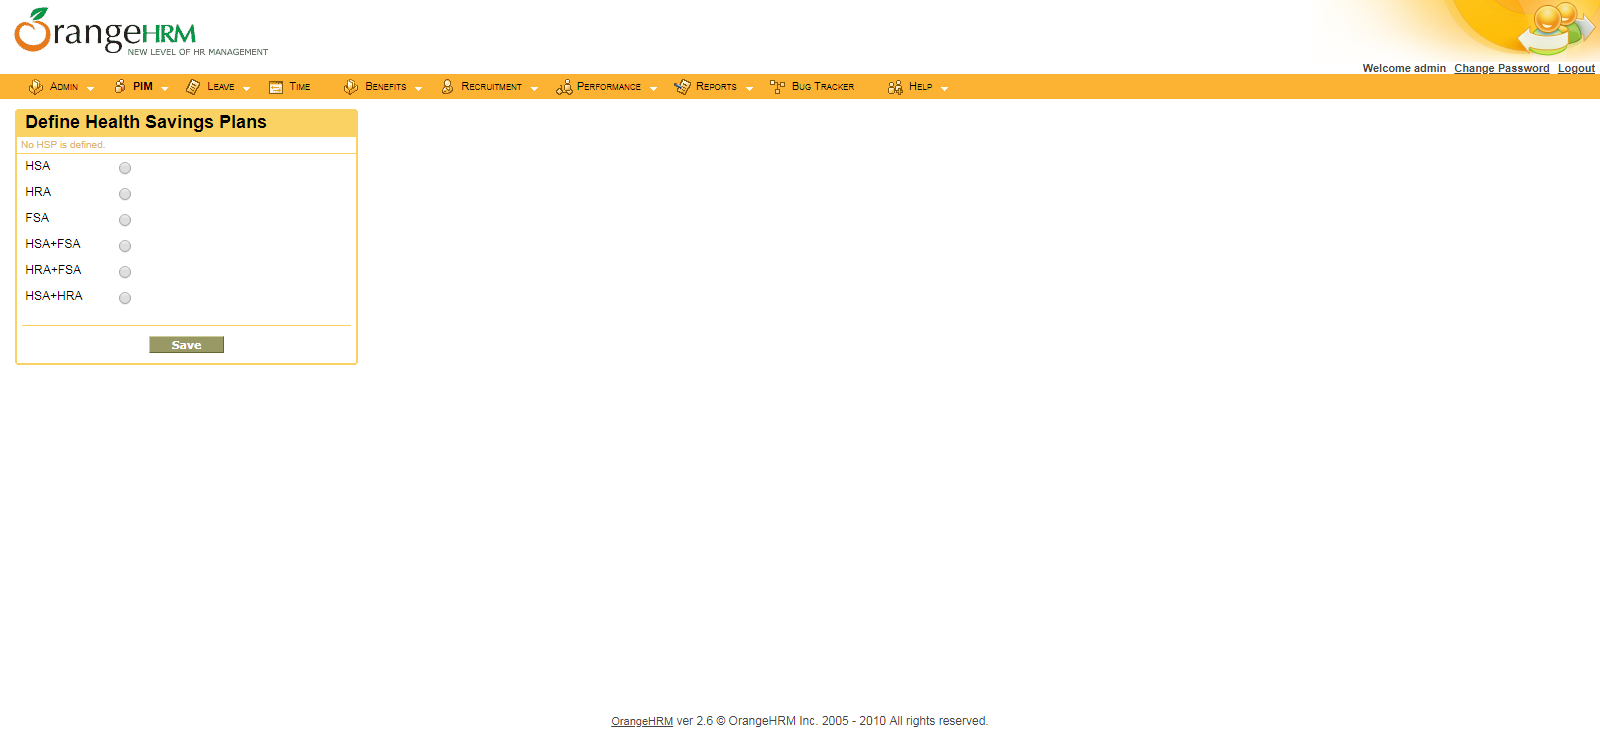 OrangeHRM
NEW LEVEL OF HR MANAGEMENT
Welcome admin Change Password Logout
Admin PIM Leave Time Benefits Recruitment Performance Reports Bug Tracker Help
Define Health Savings Plans
No HSP is defined.
HSA
HRA
FSA
HSA+FSA
HRA+FSA
HSA+HRA
Save
OrangeHRM ver 2.6 © OrangeHRM Inc. 2005 - 2010 All rights reserved.